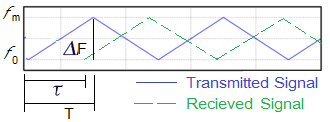 fm
ΔF
f0
τ
T
Transmitted Signal
Recieved Signal